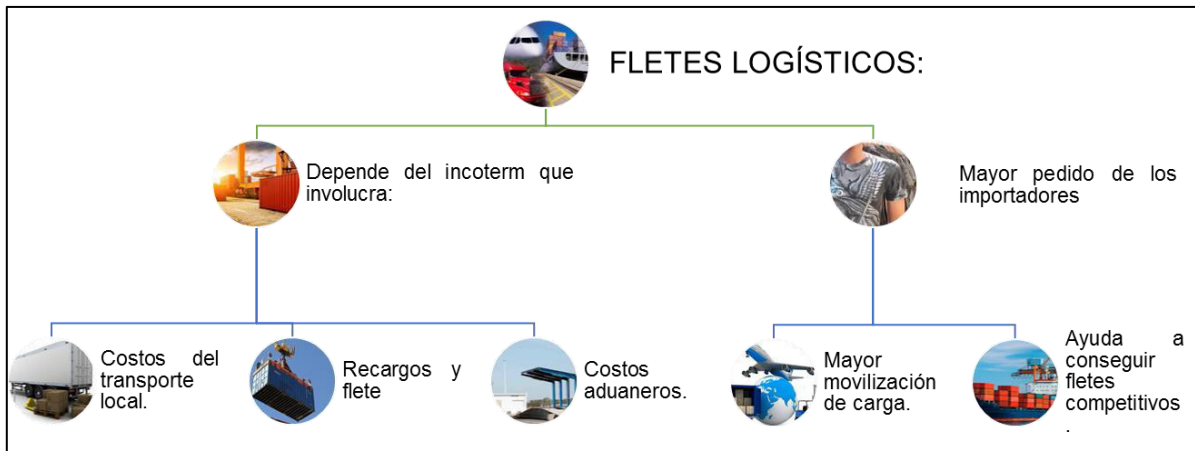 FLETES LOGÍSTICOS:
Depende del incoterm que
involucra:
Mayor pedido de los
importadores
Costos del
transporte
local.
Recargos y
flete
Costos
aduaneros.
Mayor
movilización
de carga.
Ayuda a
conseguir
fletes
competitivos
.